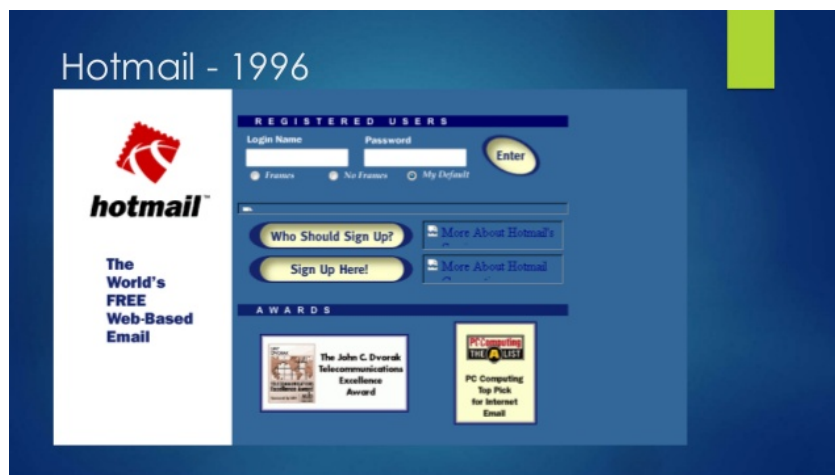 Hotmail - 1996
REGISTERED USERS
Login Name
Password
Enter
Frames
No Frames
My Default
hotmail™
Who Should Sign Up?
More About Hotmail's
Sign Up Here!
More About Hotmail
The
World's
FREE
Web-Based
Email
AWARDS
The John C. Dvorak
Telecommunications
Excellence
Award
PC Computing
THE A LIST
PC Computing
Top Pick
for Internet
Email